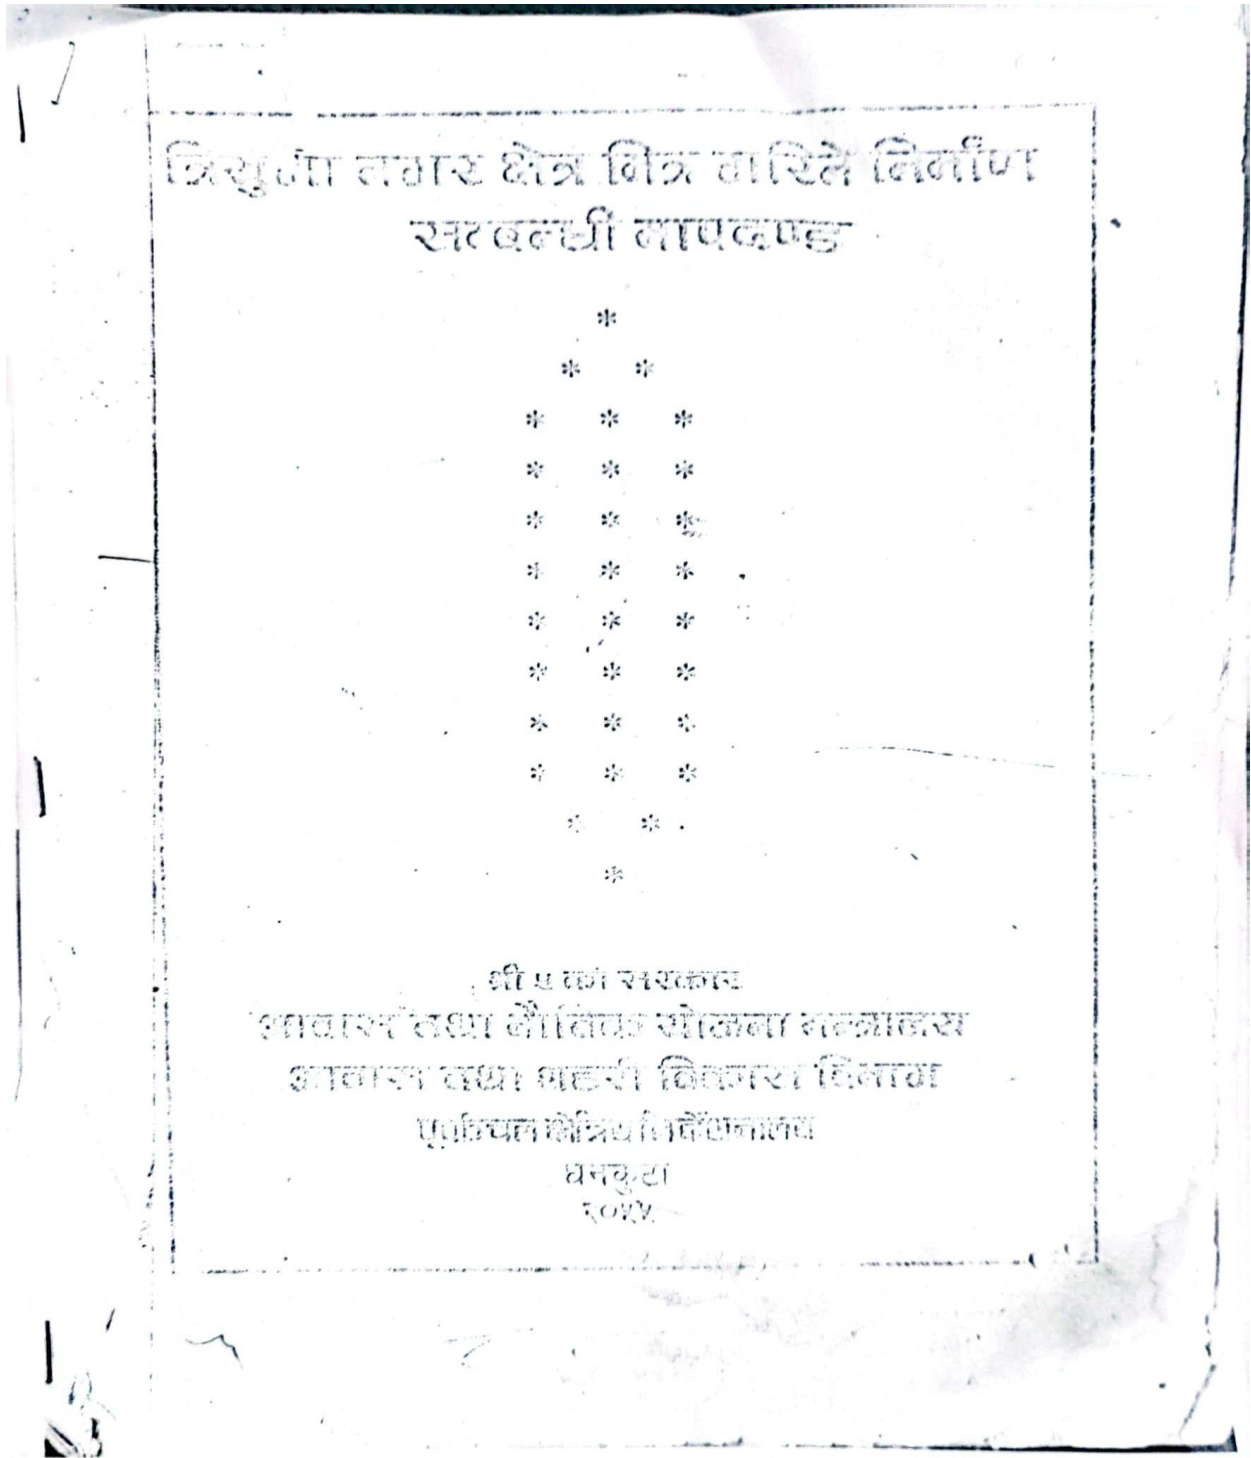 त्रियुगा नगर क्षेत्र भित्र गरिने निर्माण
सम्बन्धी मापदण्ड
*
* *
* * *
* * *
* * *
* * *
* * *
* * *
* * *
* * *
* *
*
श्री ५ को सरकार
आवास तथा भौतिक योजना मन्त्रालय
आवास तथा शहरी विकास विभाग
पूर्वाञ्चल क्षेत्रिय निर्देशनालय
धनकुटा
२०५५